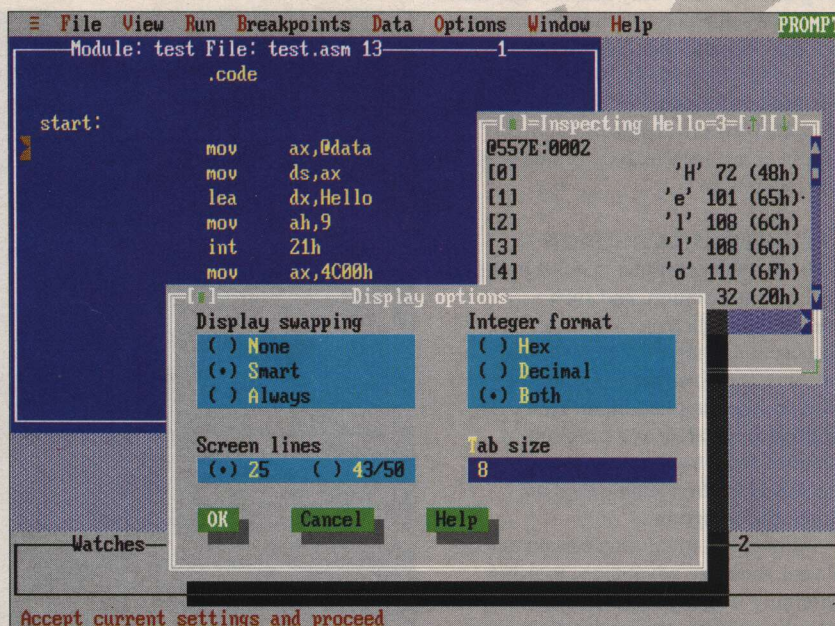 ≡ File View Run Breakpoints Data Options Window Help PROMPT
Module: test File: test.asm 13 1
.code
start:
mov ax,@data
mov ds,ax
lea dx,Hello
mov ah,9
int 21h
mov ax,4C00h
[■]=Inspecting Hello=3=[↑][↓]
@557E:0002
[0] 'H' 72 (48h)
[1] 'e' 101 (65h)
[2] 'l' 108 (6Ch)
[3] 'l' 108 (6Ch)
[4] 'o' 111 (6Fh)
32 (20h)
[■] Display options
Display swapping
( ) None
(•) Smart
( ) Always
Integer format
( ) Hex
( ) Decimal
(•) Both
Screen lines
(•) 25 ( ) 43/50
Tab size
8
OK Cancel Help
Watches 2
Accept current settings and proceed